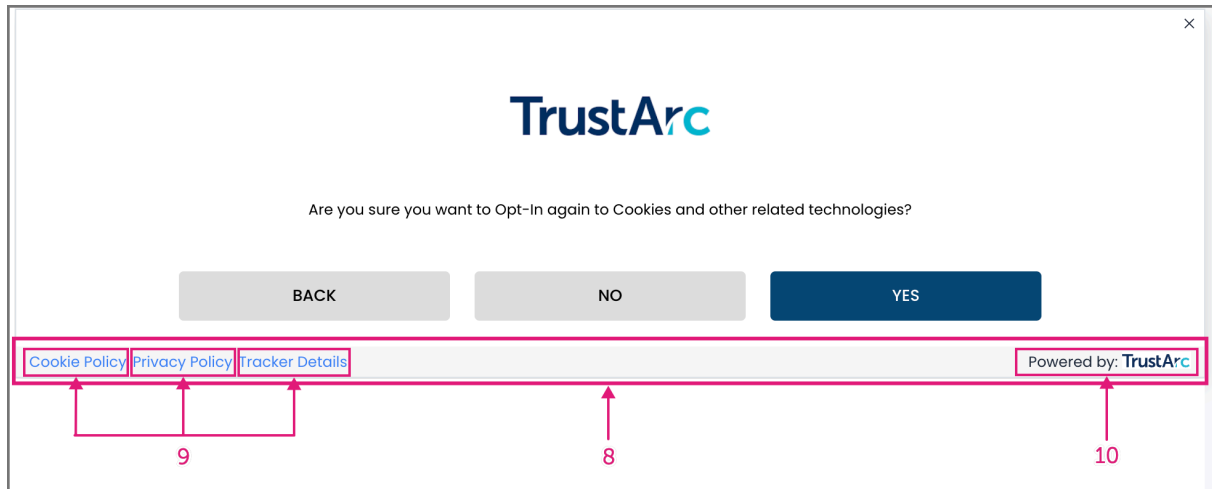 ×
TrustArc
Are you sure you want to Opt-In again to Cookies and other related technologies?
BACK NO YES
Cookie Policy Privacy Policy Tracker Details Powered by: TrustArc
9 8 10